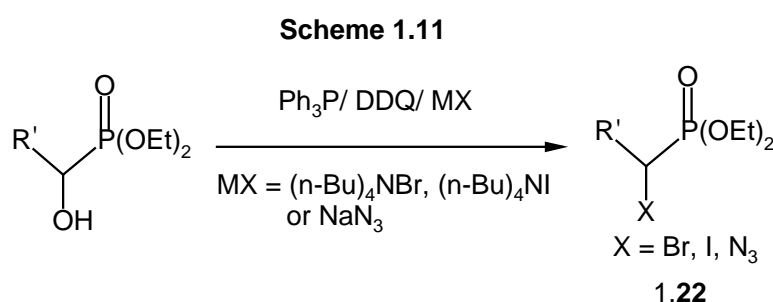 Scheme 1.11
O
R'
P(OEt)2
OH
Ph3P/ DDQ/ MX
MX = (n-Bu)4NBr, (n-Bu)4NI
or NaN3
O
R'
P(OEt)2
X
X = Br, I, N3
1.22